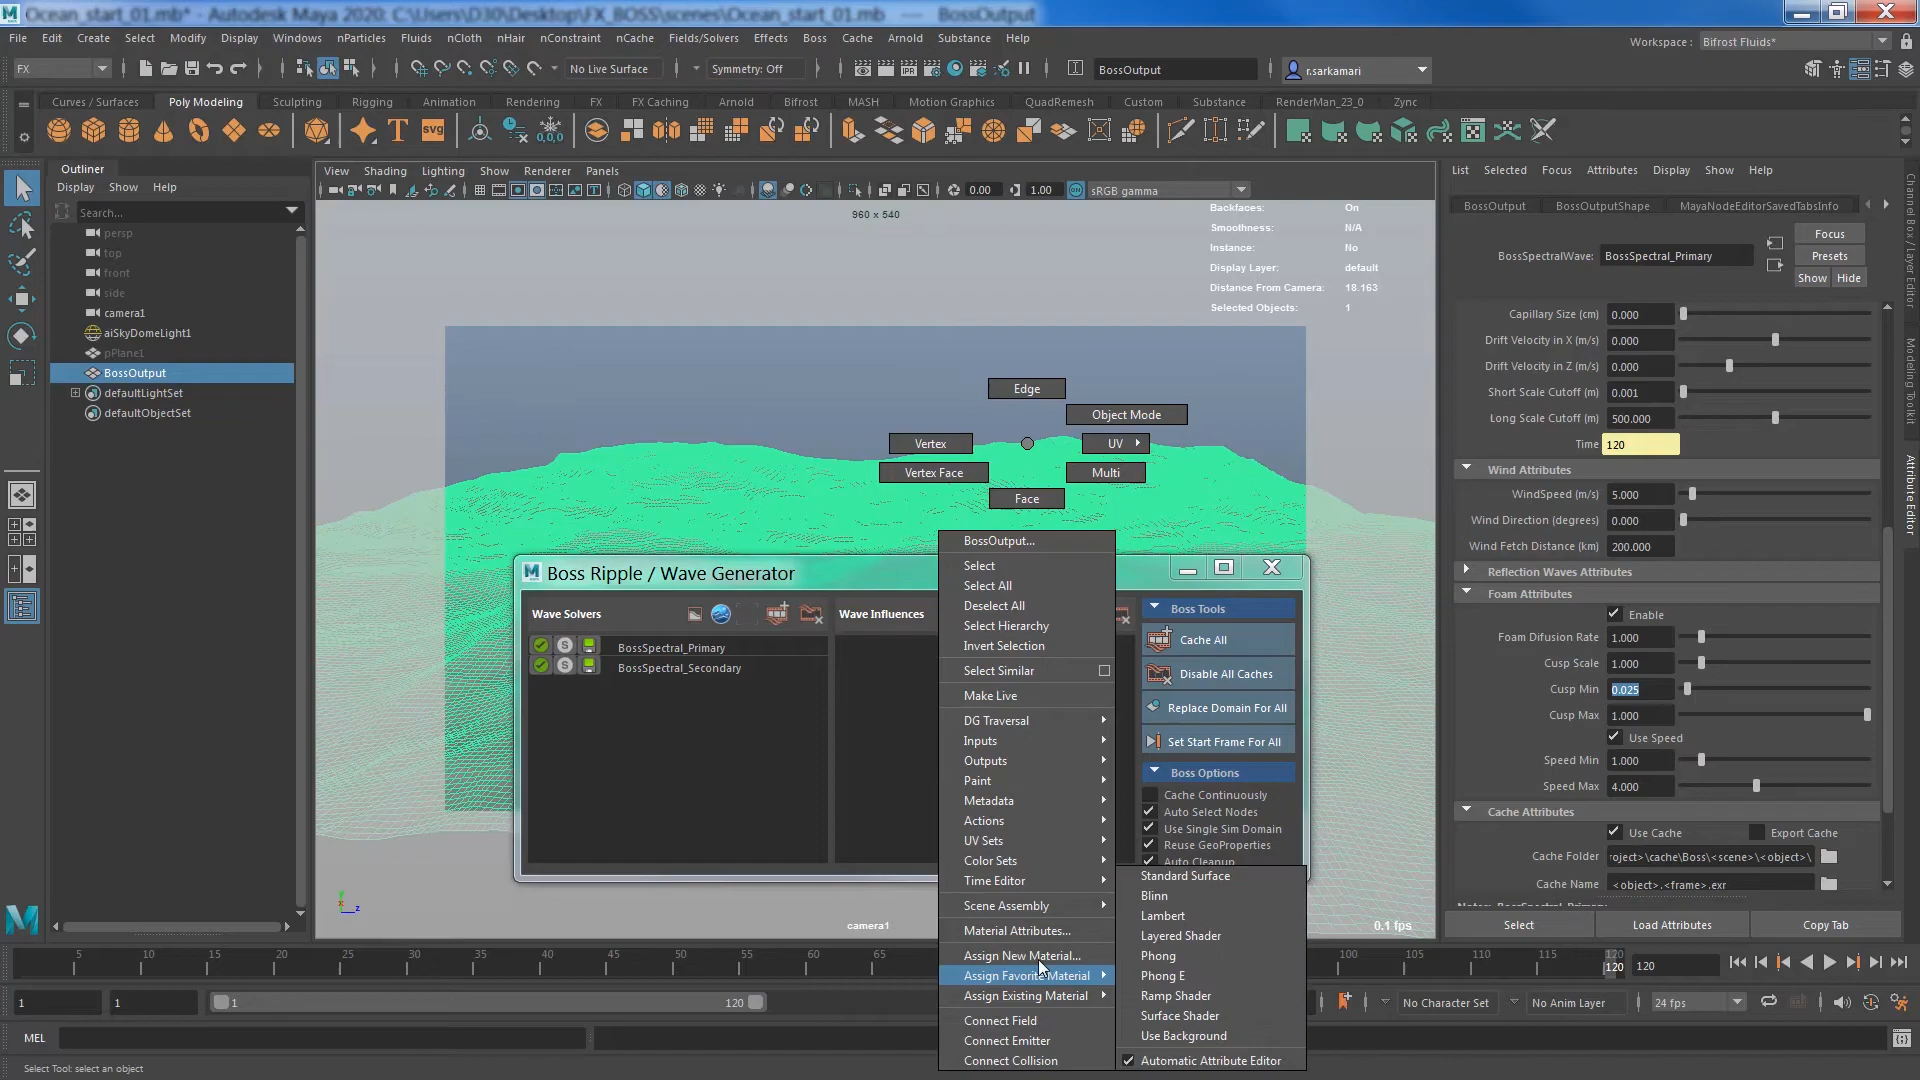 Ocean_start_01.mb* - Autodesk Maya 2020: C:\Users\D30\Desktop\FX_BOSS\scenes\Ocean_start_01.mb --- BossOutput
File Edit Create Select Modify Display Windows nParticles Fluids nCloth nHair nConstraint nCache Fields/Solvers Effects Boss Cache Arnold Substance Help
Workspace : Bifrost Fluids*
FX No Live Surface Symmetry: Off BossOutput r.sarkamari
Curves / Surfaces Poly Modeling Sculpting Rigging Animation Rendering FX FX Caching Arnold Bifrost MASH Motion Graphics QuadRemesh Custom Substance RenderMan_23_0 Zync
T SVG 0,0,0
Outliner
Display Show Help
Search...
persp
top
front
side
camera1
aiSkyDomeLight1
pPlane1
BossOutput
defaultLightSet
defaultObjectSet
View Shading Lighting Show Renderer Panels
0.00 1.00 sRGB gamma
960 x 540
Backfaces: On
Smoothness: N/A
Instance: No
Display Layer: default
Distance From Camera: 18.163
Selected Objects: 1
Edge
Object Mode
Vertex
UV
Vertex Face
Multi
Face
BossOutput...
Select
Select All
Deselect All
Select Hierarchy
Invert Selection
Select Similar
Make Live
DG Traversal
Inputs
Outputs
Paint
Metadata
Actions
UV Sets
Color Sets
Time Editor
Scene Assembly
Material Attributes...
Assign New Material...
Assign Favorite Material
Assign Existing Material
Connect Field
Connect Emitter
Connect Collision
Standard Surface
Blinn
Lambert
Layered Shader
Phong
Phong E
Ramp Shader
Surface Shader
Use Background
Automatic Attribute Editor
Boss Ripple / Wave Generator
Wave Solvers
Wave Influences
S BossSpectral_Primary
S BossSpectral_Secondary
Boss Tools
Cache All
Disable All Caches
Replace Domain For All
Set Start Frame For All
Boss Options
Cache Continuously
Auto Select Nodes
Use Single Sim Domain
Reuse GeoProperties
Auto Cleanup
camera1
0.1 fps
z
List Selected Focus Attributes Display Show Help
BossOutput BossOutputShape MayaNodeEditorSavedTabsInfo
BossSpectralWave: BossSpectral_Primary
Focus
Presets
Show Hide
Capillary Size (cm) 0.000
Drift Velocity in X (m/s) 0.000
Drift Velocity in Z (m/s) 0.000
Short Scale Cutoff (m) 0.001
Long Scale Cutoff (m) 500.000
Time 120
Wind Attributes
WindSpeed (m/s) 5.000
Wind Direction (degrees) 0.000
Wind Fetch Distance (km) 200.000
Reflection Waves Attributes
Foam Attributes
Enable
Foam Difusion Rate 1.000
Cusp Scale 1.000
Cusp Min 0.025
Cusp Max 1.000
Use Speed
Speed Min 1.000
Speed Max 4.000
Cache Attributes
Use Cache Export Cache
Cache Folder roject>\cache\Boss\<scene>\<object>\
Cache Name <object>.<frame>.exr
Notes: BossSpectral_Primary
Select Load Attributes Copy Tab
Channel Box / Layer Editor
Modeling Toolkit
Attribute Editor
5 10 15 20 25 30 35 40 45 50 55 60 65 100 105 110 115 120
120 120
1 1 1 120 No Character Set No Anim Layer 24 fps
MEL
Select Tool: select an object